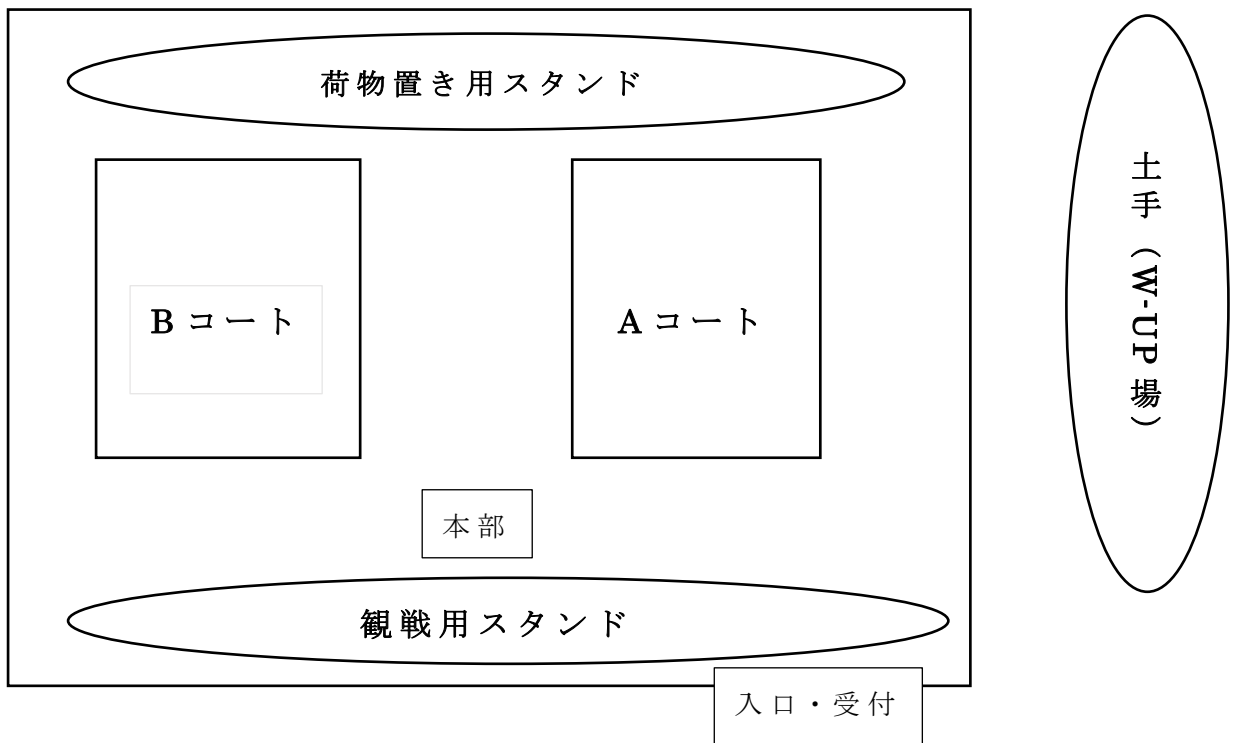 荷物置き用スタンド
Bコート
Aコート
土手（W-UP場）
本部
観戦用スタンド
入口・受付